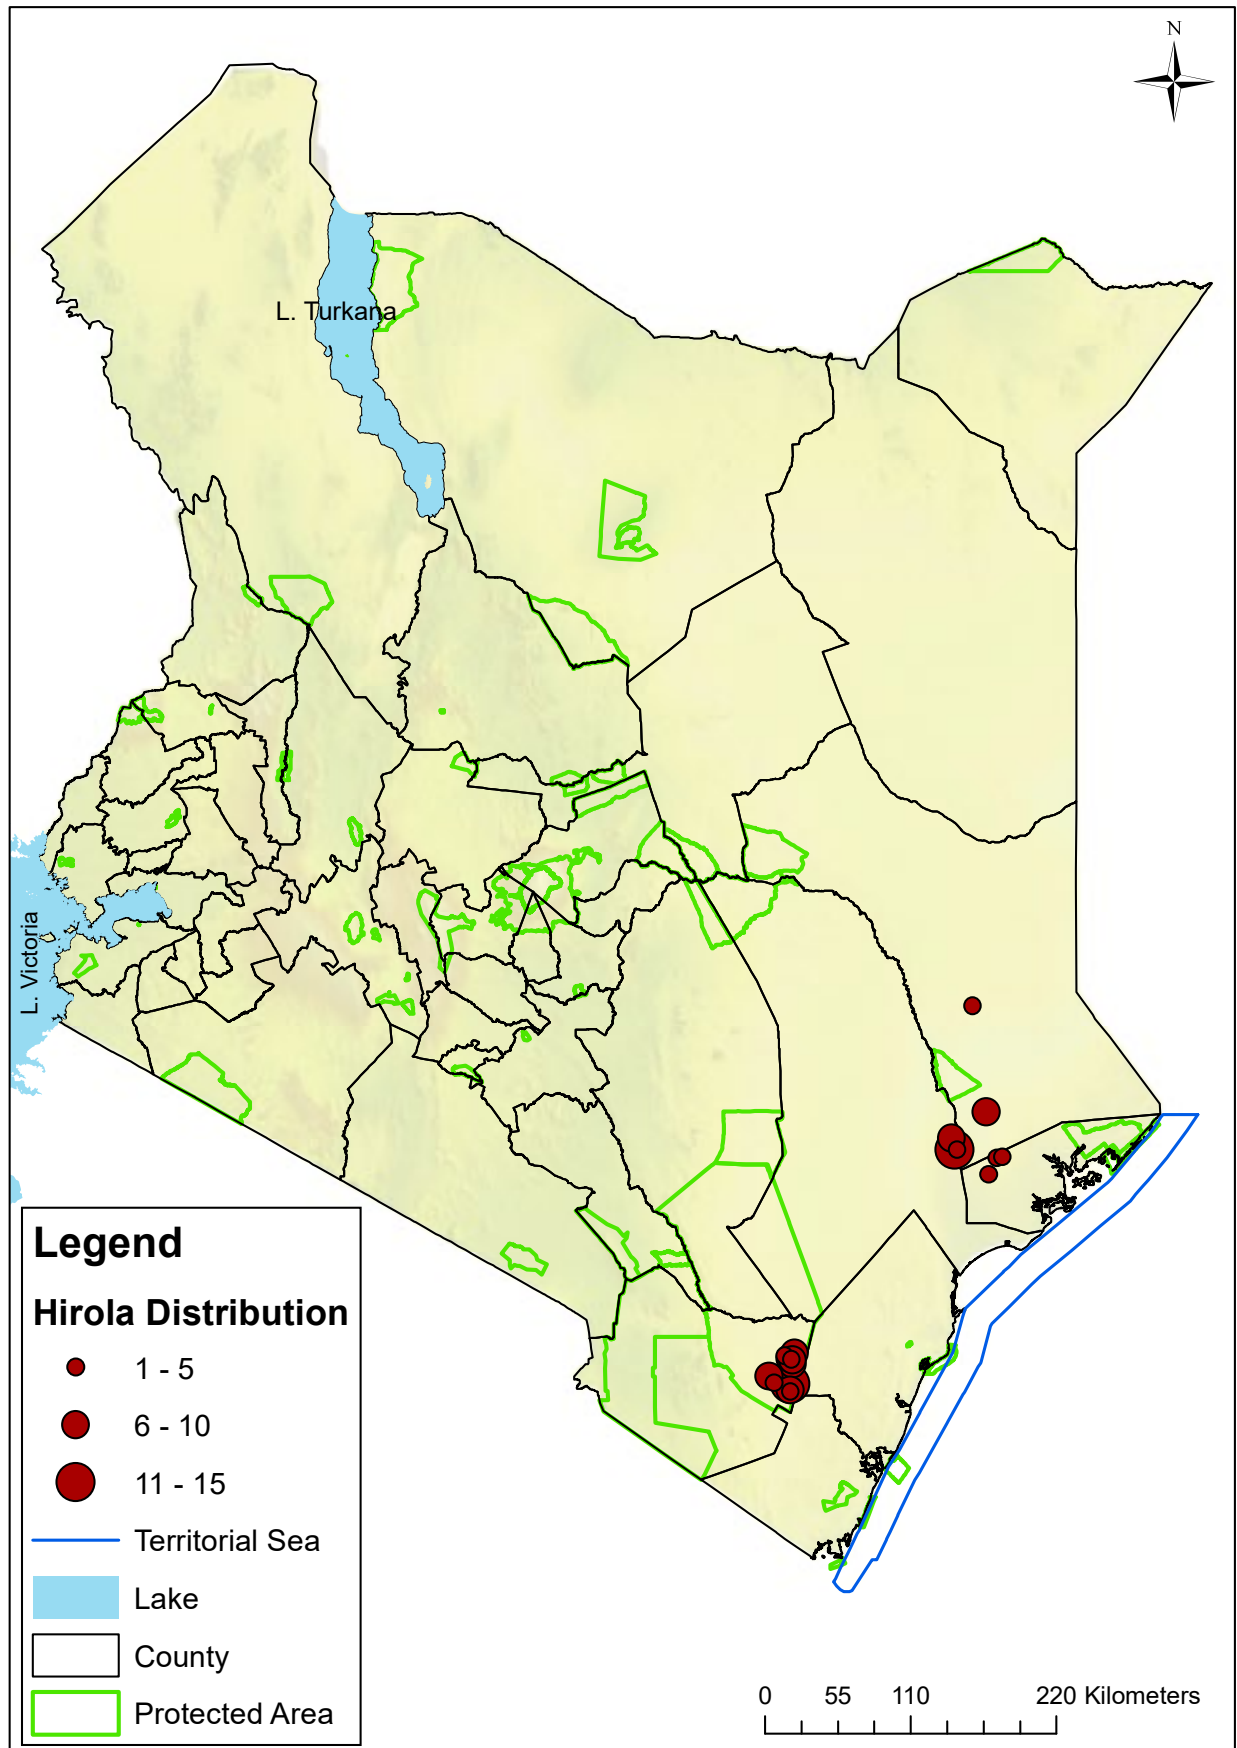 N
L. Turkana
L. Victoria
Legend
Hirola Distribution
1 - 5
6 - 10
11 - 15
Territorial Sea
Lake
County
Protected Area
0 55 110 220 Kilometers